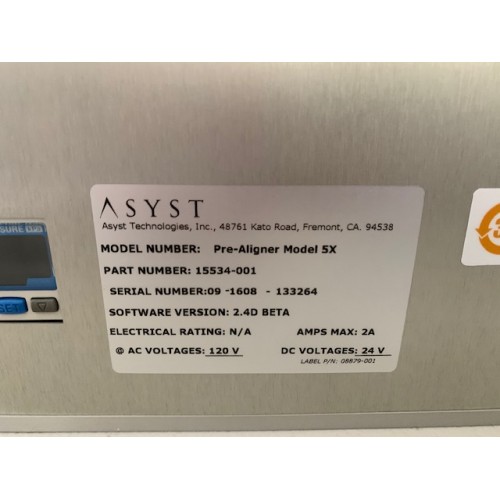 ASYST
Asyst Technologies, Inc., 48761 Kato Road, Fremont, CA. 94538
MODEL NUMBER: Pre-Aligner Model 5X
PART NUMBER: 15534-001
SERIAL NUMBER: 09 -1608 - 133264
SOFTWARE VERSION: 2.4D BETA
ELECTRICAL RATING: N/A AMPS MAX: 2A
@ AC VOLTAGES: 120 V DC VOLTAGES: 24 V
LABEL P/N: 08879-001
SURE
SET